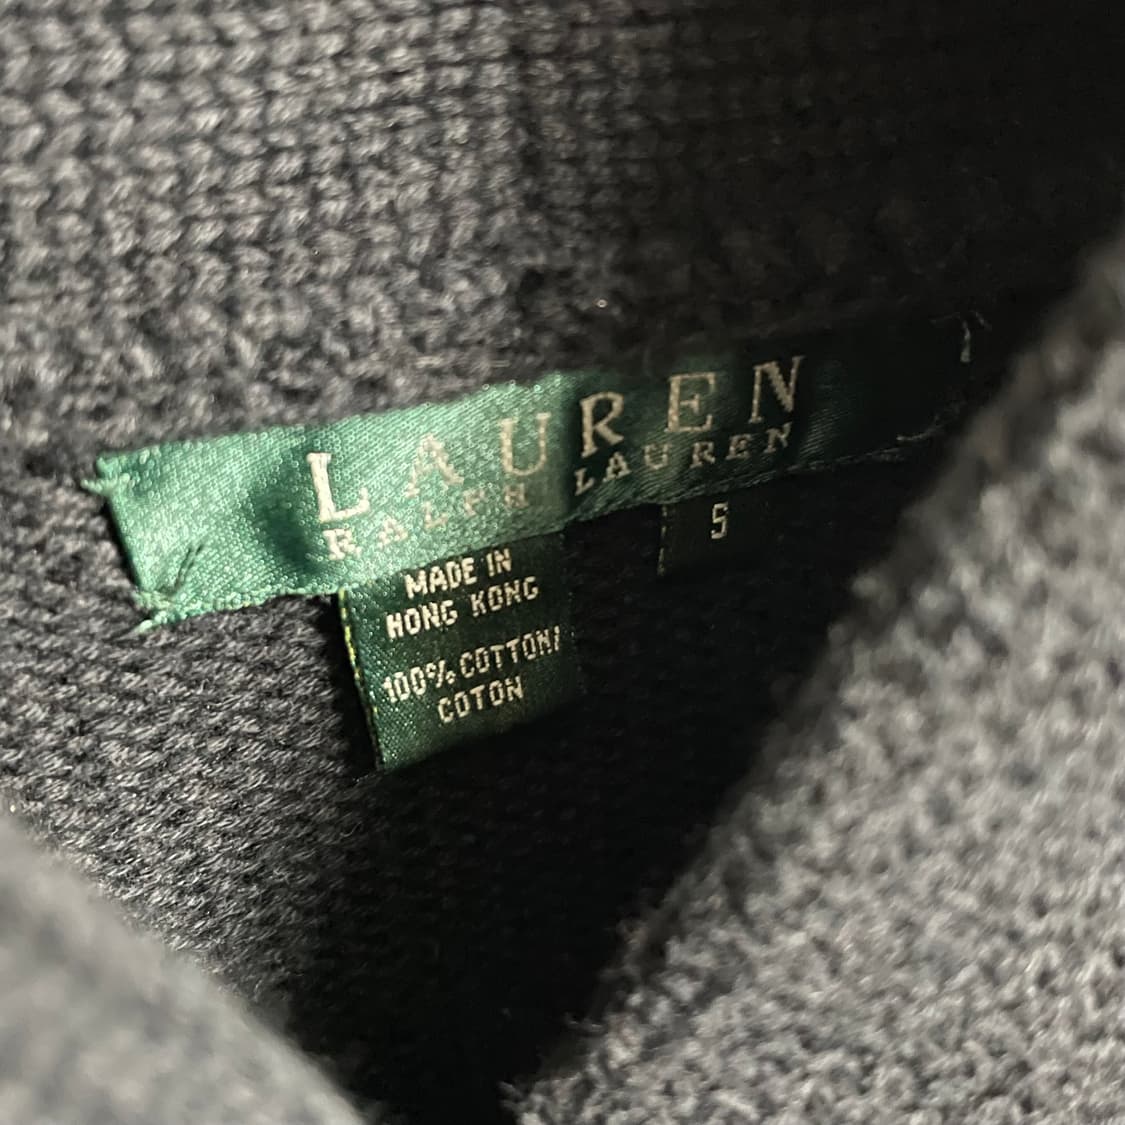 LAUREN
RALPH LAUREN
S
MADE IN
HONG KONG
100% COTTON/
COTON